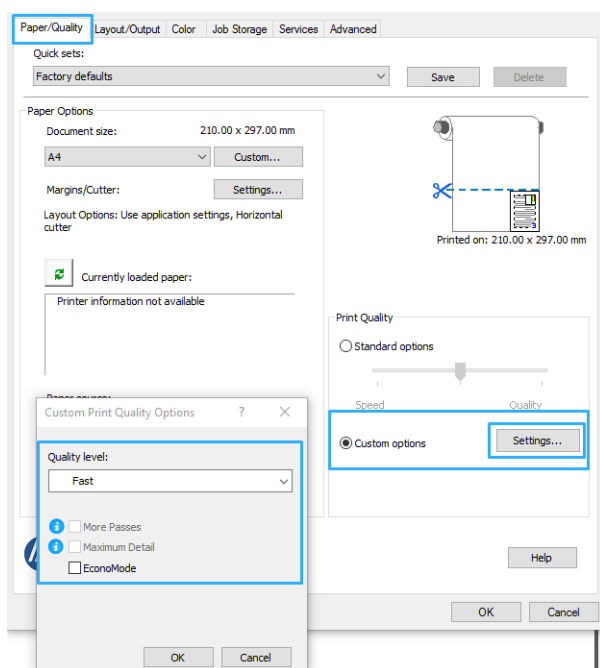 Paper/Quality Layout/Output Color Job Storage Services Advanced
Quick sets:
Factory defaults Save Delete
Paper Options
Document size: 210.00 x 297.00 mm
A4 Custom...
Margins/Cutter: Settings...
Layout Options: Use application settings, Horizontal
cutter
Printed on: 210.00 x 297.00 mm
Currently loaded paper:
Printer information not available
Print Quality
Standard options
Speed Quality
Custom options Settings...
Paper source:
Custom Print Quality Options ? ×
Quality level:
Fast
More Passes
Maximum Detail
EconoMode
OK Cancel
Help
OK Cancel